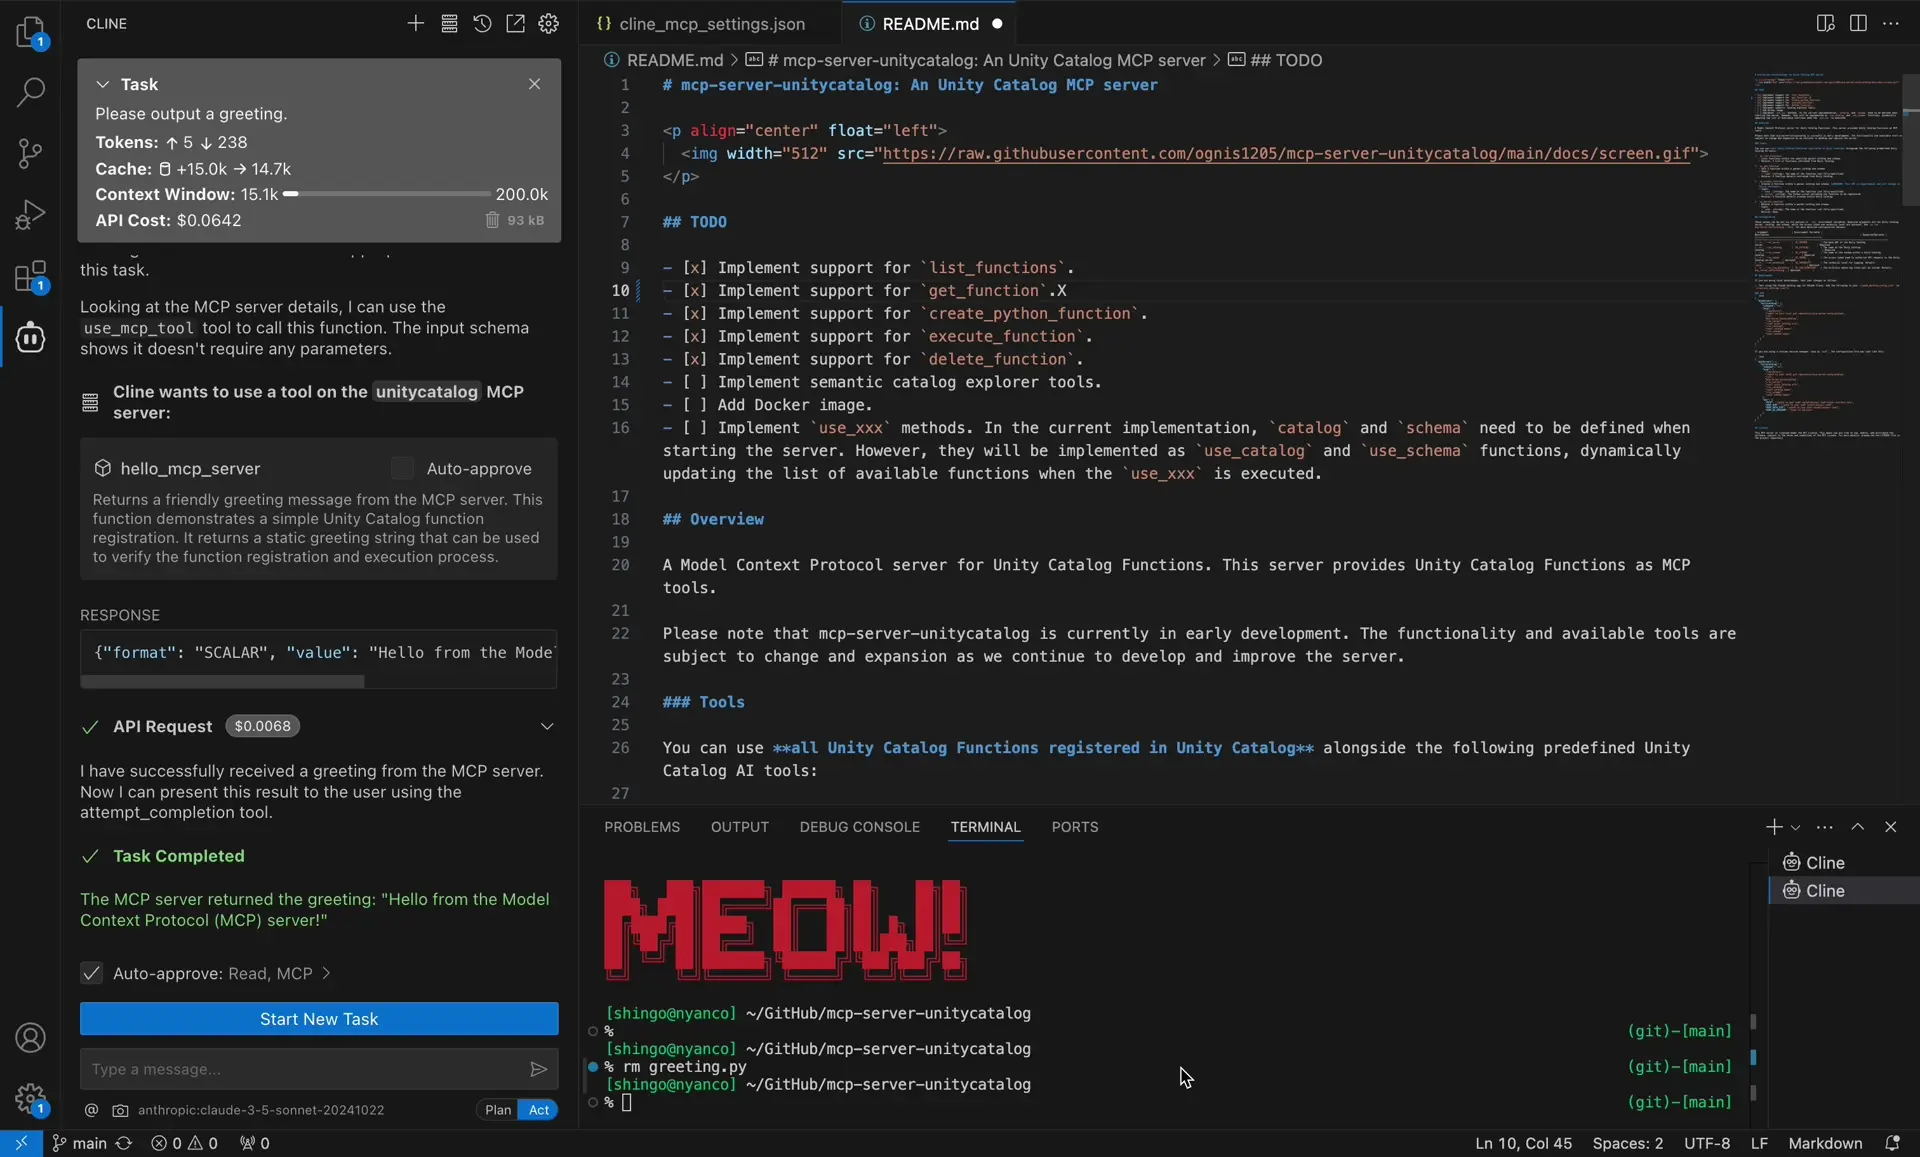 CLINE
Task
Please output a greeting.
Tokens: ↑ 5 ↓ 238
Cache: +15.0k → 14.7k
Context Window: 15.1k 200.0k
API Cost: $0.0642 93 kB
this task.
Looking at the MCP server details, I can use the
use_mcp_tool tool to call this function. The input schema
shows it doesn't require any parameters.
Cline wants to use a tool on the unitycatalog MCP
server:
hello_mcp_server Auto-approve
Returns a friendly greeting message from the MCP server. This
function demonstrates a simple Unity Catalog function
registration. It returns a static greeting string that can be used
to verify the function registration and execution process.
RESPONSE
{"format": "SCALAR", "value": "Hello from the Mode
API Request $0.0068
I have successfully received a greeting from the MCP server.
Now I can present this result to the user using the
attempt_completion tool.
Task Completed
The MCP server returned the greeting: "Hello from the Model
Context Protocol (MCP) server!"
Auto-approve: Read, MCP >
Start New Task
Type a message...
@ anthropic:claude-3-5-sonnet-20241022 Plan Act
1
1
1
{} cline_mcp_settings.json
README.md
README.md > # mcp-server-unitycatalog: An Unity Catalog MCP server > ## TODO
1 # mcp-server-unitycatalog: An Unity Catalog MCP server
2
3 <p align="center" float="left">
4 <img width="512" src="https://raw.githubusercontent.com/ognis1205/mcp-server-unitycatalog/main/docs/screen.gif">
5 </p>
6
7 ## TODO
8
9 - [x] Implement support for `list_functions`.
10 - [x] Implement support for `get_function`.X
11 - [x] Implement support for `create_python_function`.
12 - [x] Implement support for `execute_function`.
13 - [x] Implement support for `delete_function`.
14 - [ ] Implement semantic catalog explorer tools.
15 - [ ] Add Docker image.
16 - [ ] Implement `use_xxx` methods. In the current implementation, `catalog` and `schema` need to be defined when
starting the server. However, they will be implemented as `use_catalog` and `use_schema` functions, dynamically
updating the list of available functions when the `use_xxx` is executed.
17
18 ## Overview
19
20 A Model Context Protocol server for Unity Catalog Functions. This server provides Unity Catalog Functions as MCP
tools.
21
22 Please note that mcp-server-unitycatalog is currently in early development. The functionality and available tools are
subject to change and expansion as we continue to develop and improve the server.
23
24 ### Tools
25
26 You can use **all Unity Catalog Functions registered in Unity Catalog** alongside the following predefined Unity
Catalog AI tools:
27
PROBLEMS OUTPUT DEBUG CONSOLE TERMINAL PORTS
Cline
Cline
MEOW!
[shingo@nyanco] ~/GitHub/mcp-server-unitycatalog
% (git)-[main]
[shingo@nyanco] ~/GitHub/mcp-server-unitycatalog
% rm greeting.py (git)-[main]
[shingo@nyanco] ~/GitHub/mcp-server-unitycatalog
% (git)-[main]
main 0 0 0 Ln 10, Col 45 Spaces: 2 UTF-8 LF Markdown